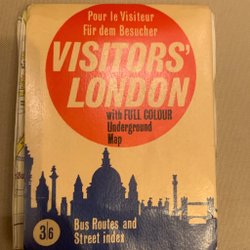 Pour le Visiteur
Für dem Besucher
VISITORS'
LONDON
with FULL COLOUR
Underground
Map
3/6
Bus Routes and
Street index